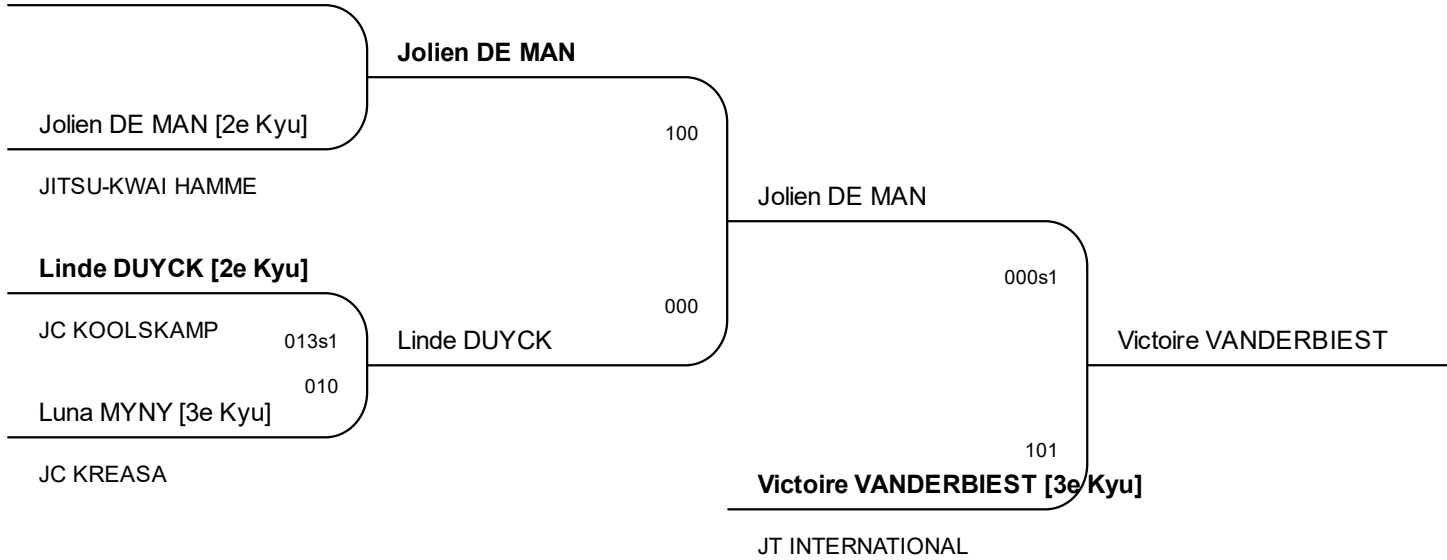 Jolien DE MAN
Jolien DE MAN [2e Kyu]
100
JITSU-KWAI HAMME
Jolien DE MAN
Linde DUYCK [2e Kyu]
000s1
000
JC KOOLSKAMP
013s1
Linde DUYCK
Victoire VANDERBIEST
010
Luna MYNY [3e Kyu]
101
JC KREASA
Victoire VANDERBIEST [3e Kyu]
JT INTERNATIONAL